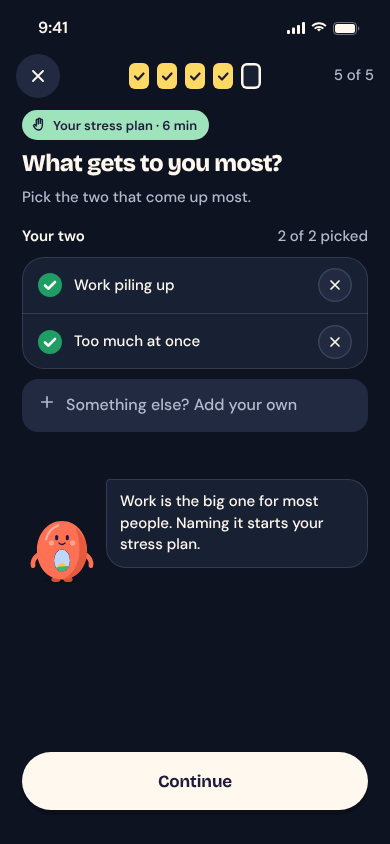 9:41
5 of 5
Your stress plan · 6 min
What gets to you most?
Pick the two that come up most.
Your two
2 of 2 picked
Work piling up
Too much at once
Something else? Add your own
Work is the big one for most
people. Naming it starts your
stress plan.
Continue